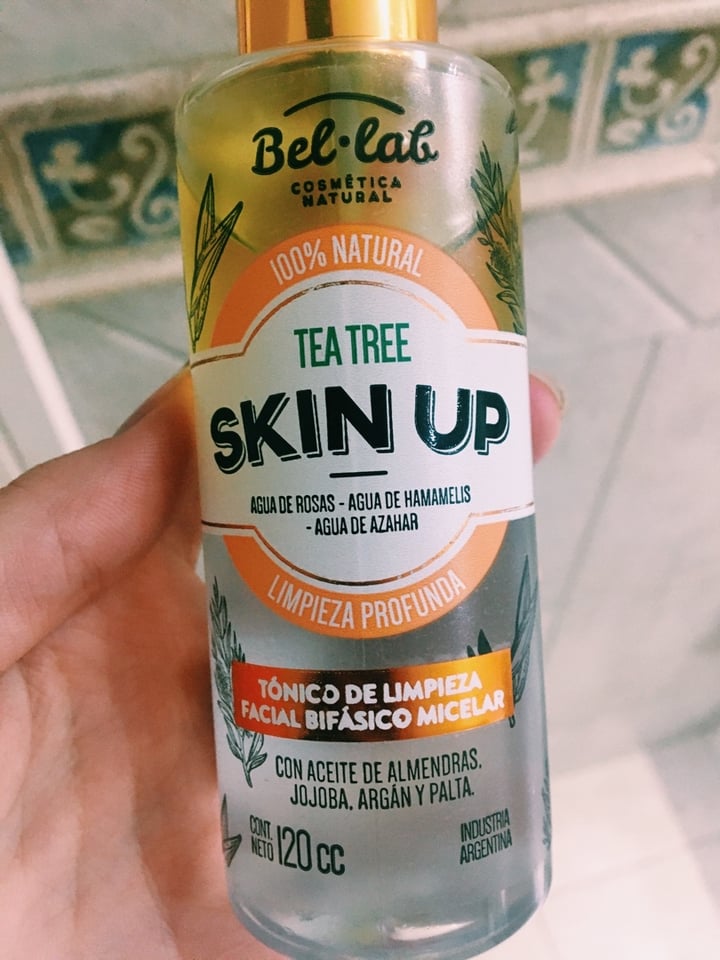 Bel·lab
COSMÉTICA
NATURAL
100% NATURAL
TEA TREE
SKIN UP
AGUA DE ROSAS - AGUA DE HAMAMELIS
- AGUA DE AZAHAR
LIMPIEZA PROFUNDA
TÓNICO DE LIMPIEZA
FACIAL BIFÁSICO MICELAR
CON ACEITE DE ALMENDRAS,
JOJOBA, ARGÁN Y PALTA.
CONT.
NETO 120 CC
INDUSTRIA
ARGENTINA